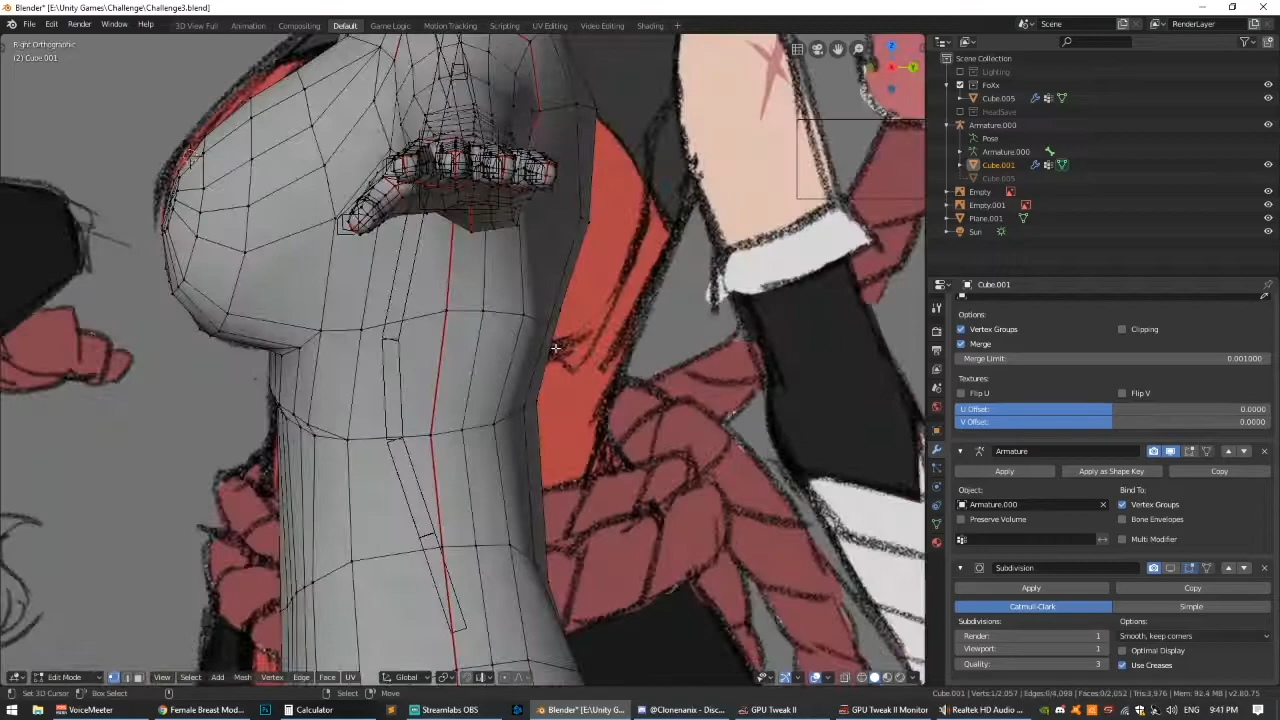 Blender* [E:\Unity Games\Challenge\Challenge3.blend]
File Edit Render Window Help 3D View Full Animation Compositing Default Game Logic Motion Tracking Scripting UV Editing Video Editing Shading + Scene RenderLayer
Right Orthographic
(2) Cube.001
Z
Y
Scene Collection
Lighting
FoXx
Cube.005
HeadSave
Armature.000
Pose
Armature.000
Cube.001
Cube.005
Empty
Empty.001
Plane.001
Sun
Cube.001
Options:
Vertex Groups Clipping
Merge
Merge Limit: 0.001000
Textures:
Flip U Flip V
U Offset: 0.0000
V Offset: 0.0000
Armature
Apply Apply as Shape Key Copy
Object: Bind To:
Armature.000 Vertex Groups
Preserve Volume Bone Envelopes
Multi Modifier
Subdivision
Apply Copy
Catmull-Clark Simple
Subdivisions: Options:
Render: 1 Smooth, keep corners
Viewport: 1 Optimal Display
Quality: 3 Use Creases
Edit Mode View Select Add Mesh Vertex Edge Face UV Global
Set 3D Cursor Box Select Select Move Cube.001 | Verts:1/2,057 | Edges:0/4,098 | Faces:0/2,052 | Tris:3,976 | Mem: 92.4 MB | v2.80.75
VoiceMeeter Female Breast Mod... Calculator Streamlabs OBS Blender* [E:\Unity G... @Clonenanix - Disc... GPU Tweak II GPU Tweak II Monitor Realtek HD Audio ... ENG 3:41 PM